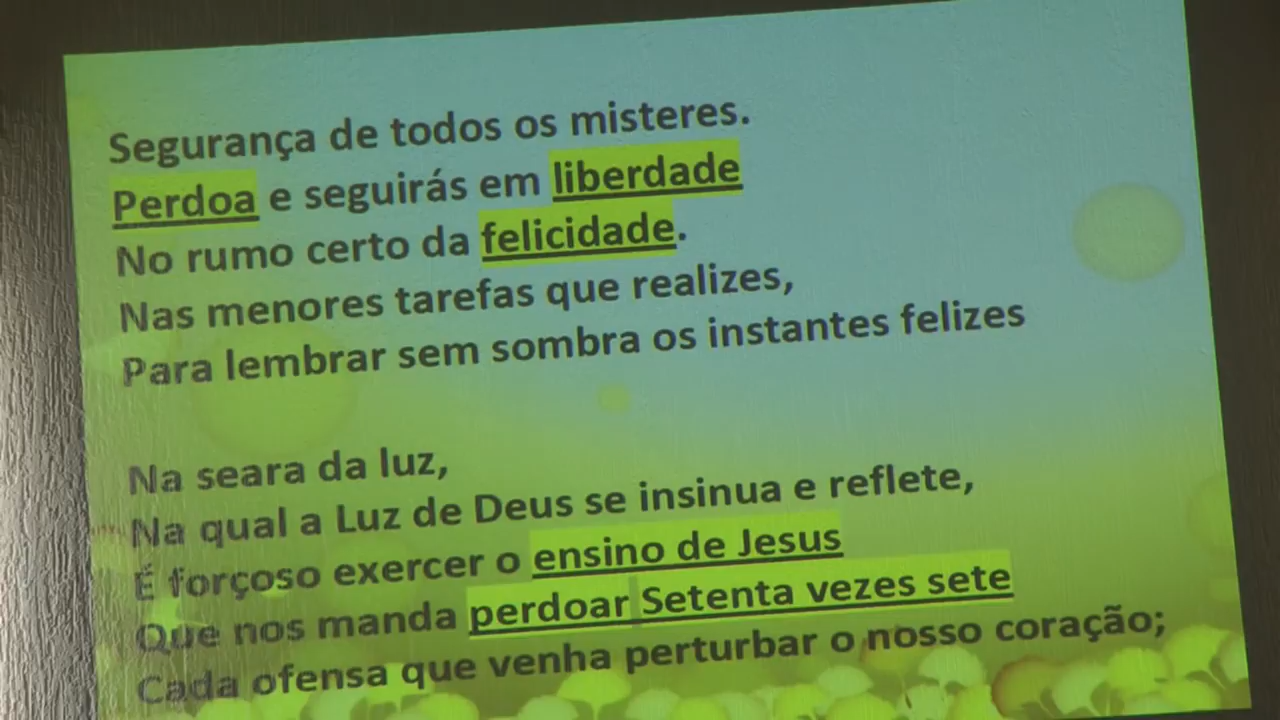 Segurança de todos os misteres.
Perdoa e seguirás em liberdade
No rumo certo da felicidade.
Nas menores tarefas que realizes,
Para lembrar sem sombra os instantes felizes
Na seara da luz,
Na qual a Luz de Deus se insinua e reflete,
É forçoso exercer o ensino de Jesus
Que nos manda perdoar Setenta vezes sete
Cada ofensa que venha perturbar o nosso coração;